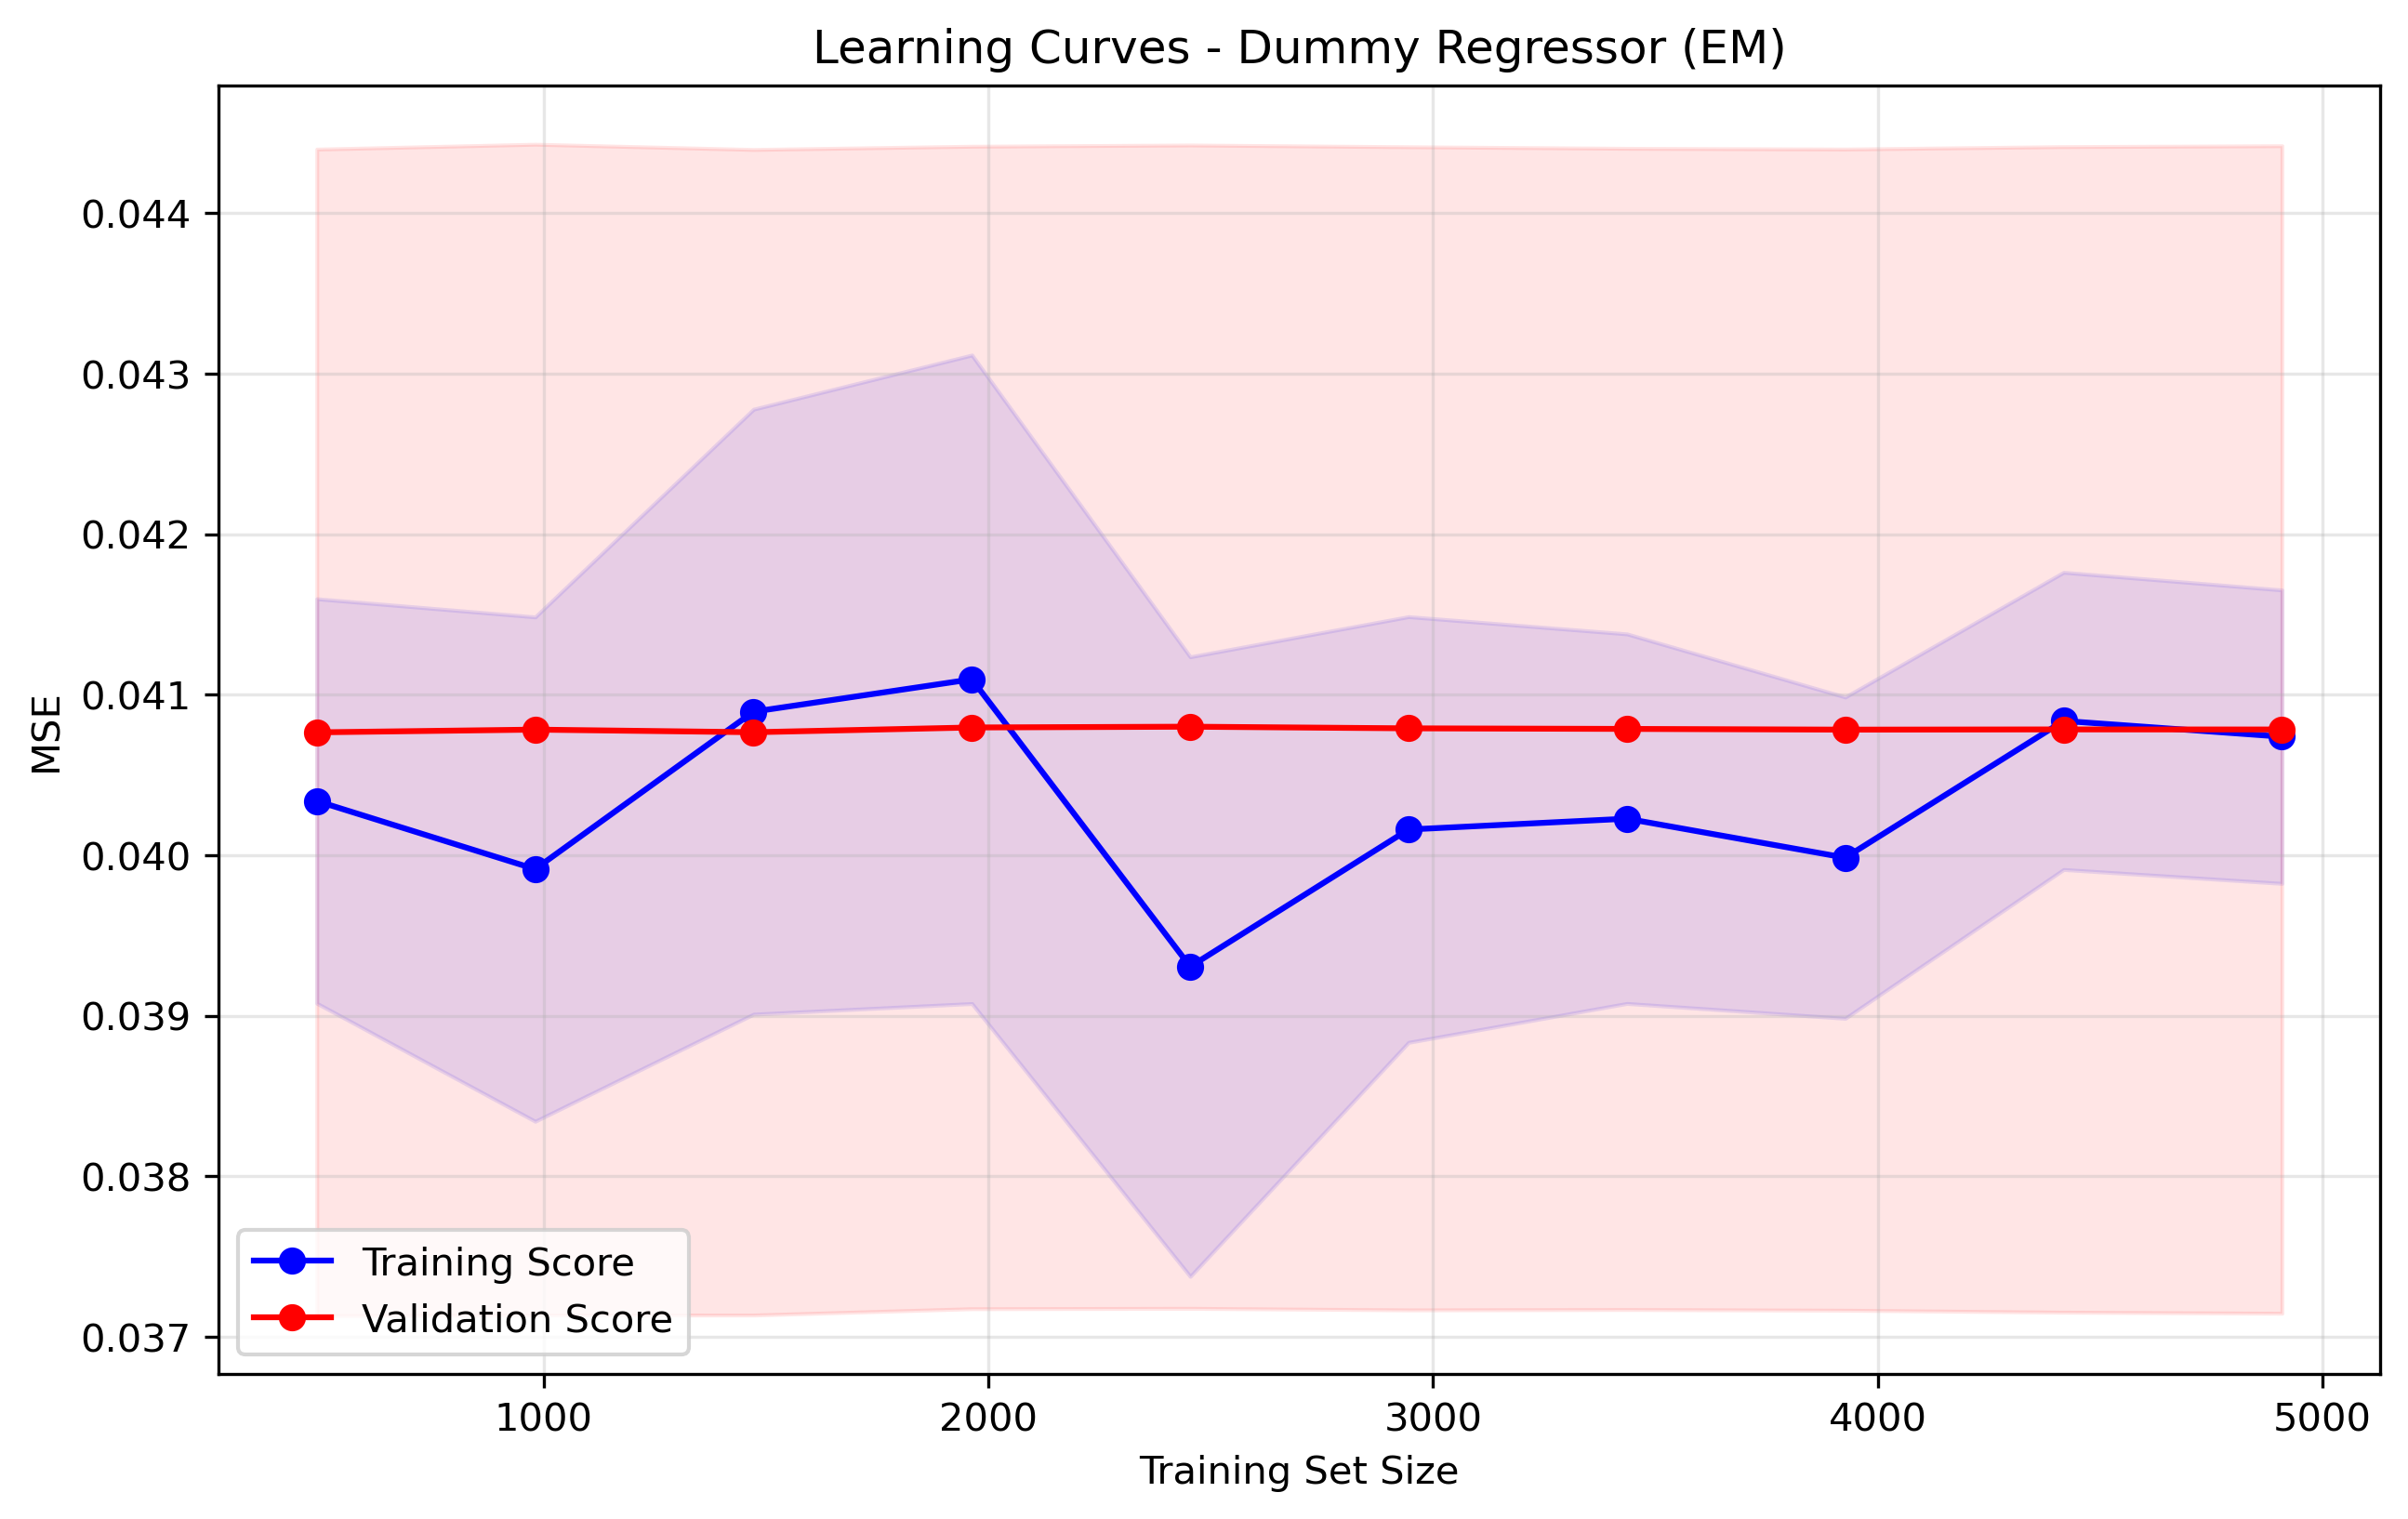 Learning Curves - Dummy Regressor (EM)
MSE
0.044
0.043
0.042
0.041
0.040
0.039
0.038
0.037
Training Score
Validation Score
1000 2000 3000 4000 5000
Training Set Size